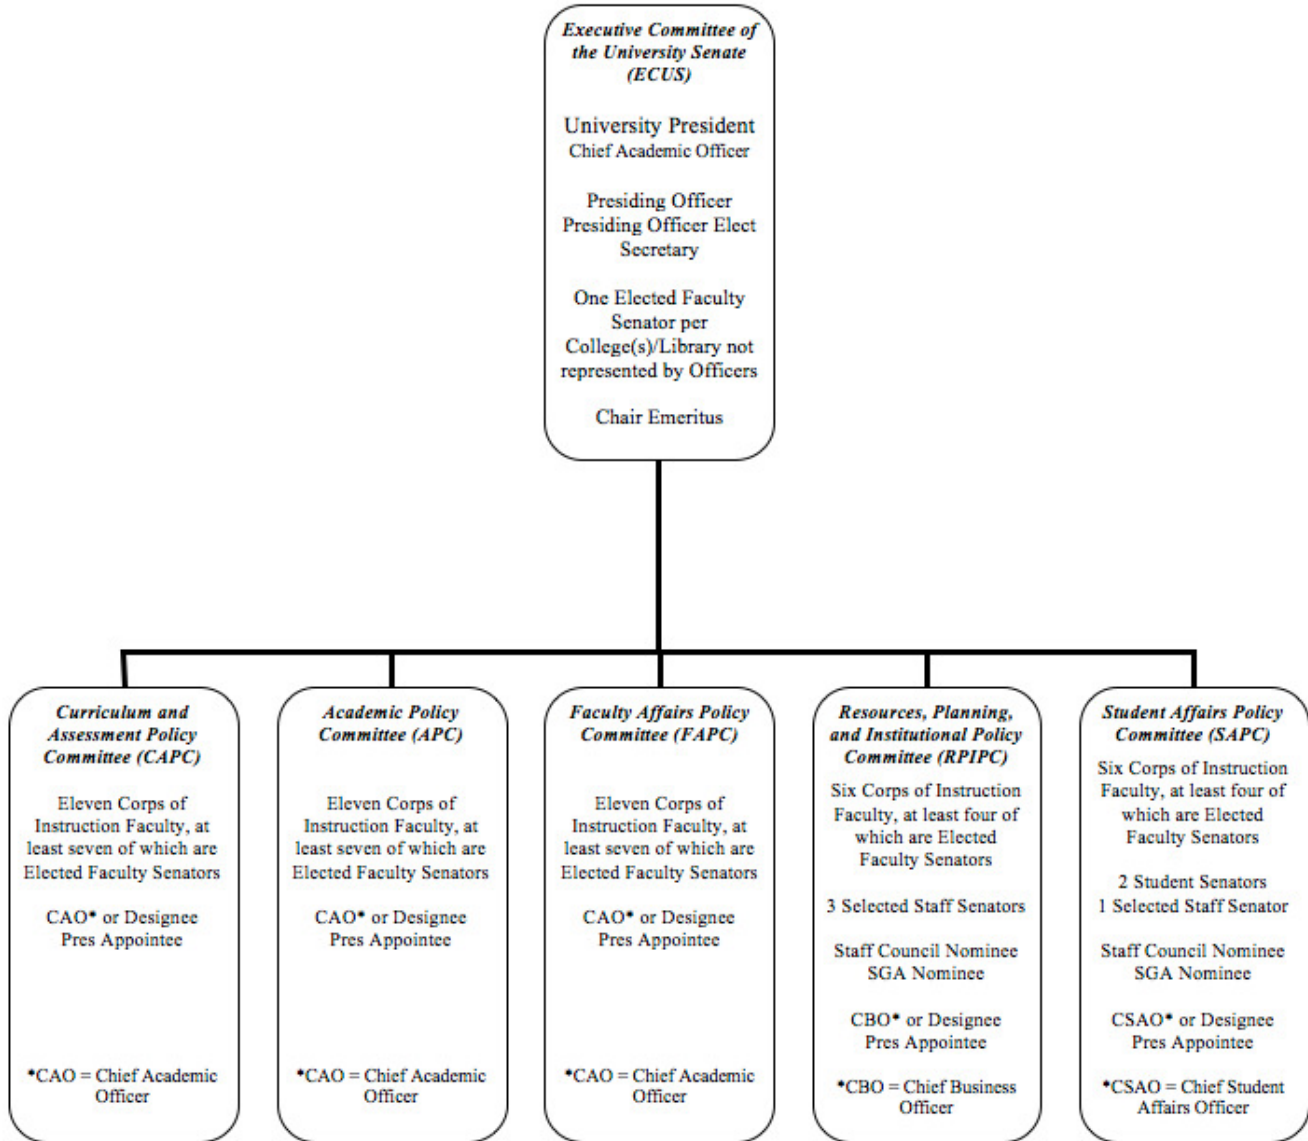 Executive Committee of
the University Senate
(ECUS)
University President
Chief Academic Officer
Presiding Officer
Presiding Officer Elect
Secretary
One Elected Faculty
Senator per
College(s)/Library not
represented by Officers
Chair Emeritus
Curriculum and
Assessment Policy
Committee (CAPC)
Eleven Corps of
Instruction Faculty, at
least seven of which are
Elected Faculty Senators
CAO* or Designee
Pres Appointee
*CAO = Chief Academic
Officer
Academic Policy
Committee (APC)
Eleven Corps of
Instruction Faculty, at
least seven of which are
Elected Faculty Senators
CAO* or Designee
Pres Appointee
*CAO = Chief Academic
Officer
Faculty Affairs Policy
Committee (FAPC)
Eleven Corps of
Instruction Faculty, at
least seven of which are
Elected Faculty Senators
CAO* or Designee
Pres Appointee
*CAO = Chief Academic
Officer
Resources, Planning,
and Institutional Policy
Committee (RPIPC)
Six Corps of Instruction
Faculty, at least four of
which are Elected
Faculty Senators
3 Selected Staff Senators
Staff Council Nominee
SGA Nominee
CBO* or Designee
Pres Appointee
*CBO = Chief Business
Officer
Student Affairs Policy
Committee (SAPC)
Six Corps of Instruction
Faculty, at least four of
which are Elected
Faculty Senators
2 Student Senators
1 Selected Staff Senator
Staff Council Nominee
SGA Nominee
CSAO* or Designee
Pres Appointee
*CSAO = Chief Student
Affairs Officer